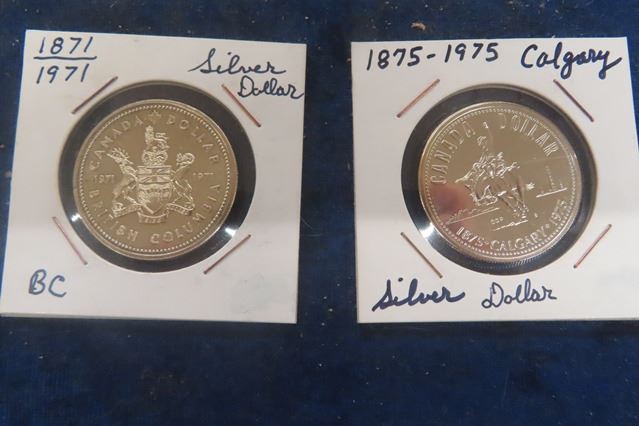 1871
1971
Silver
Dollar
CANADA DOLLAR
1871 1971
BRITISH COLUMBIA
BC
1875-1975 Calgary
CANADA DOLLAR
1875·CALGARY·1975
Silver Dollar